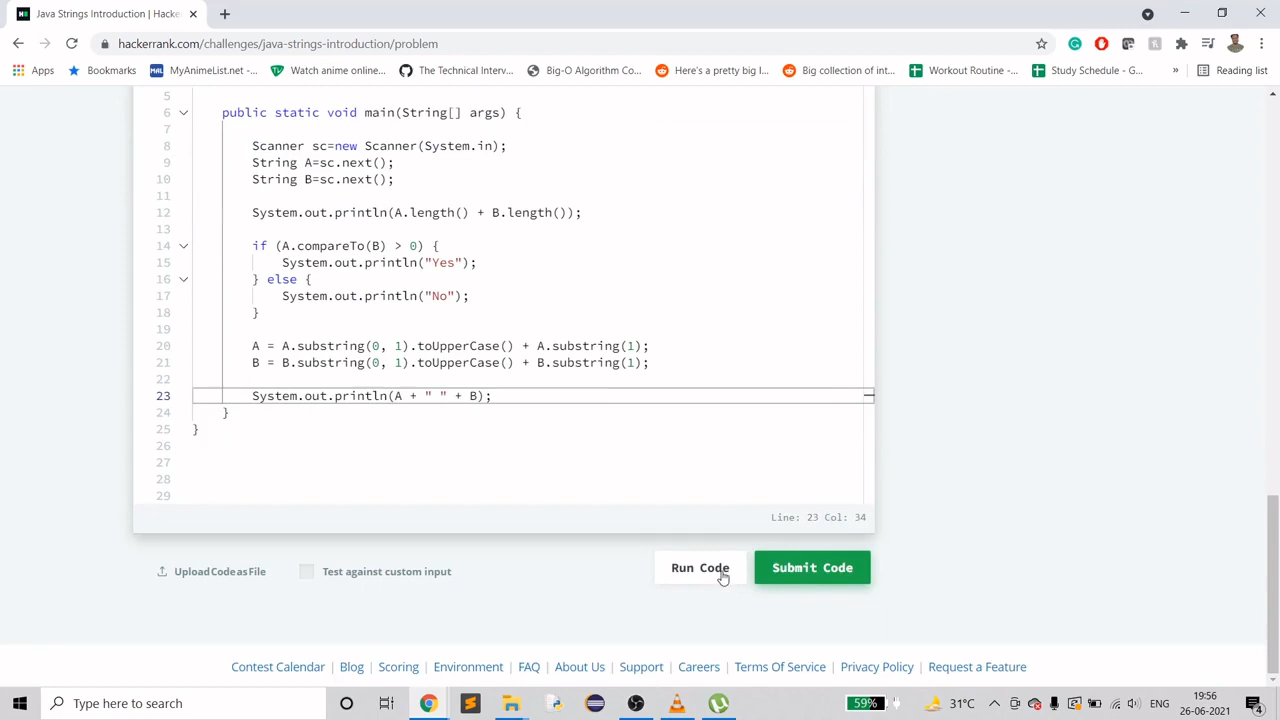 Java Strings Introduction | Hacke
hackerrank.com/challenges/java-strings-introduction/problem
Apps Bookmarks MyAnimeList.net -... Watch anime online... The Technical Interv... Big-O Algorithm Co... Here's a pretty big l... Big collection of int... Workout Routine -... Study Schedule - G... » Reading list
5
6 public static void main(String[] args) {
7
8 Scanner sc=new Scanner(System.in);
9 String A=sc.next();
10 String B=sc.next();
11
12 System.out.println(A.length() + B.length());
13
14 if (A.compareTo(B) > 0) {
15 System.out.println("Yes");
16 } else {
17 System.out.println("No");
18 }
19
20 A = A.substring(0, 1).toUpperCase() + A.substring(1);
21 B = B.substring(0, 1).toUpperCase() + B.substring(1);
22
23 System.out.println(A + " " + B);
24 }
25 }
26
27
28
29
Line: 23 Col: 34
Upload Code as File Test against custom input Run Code Submit Code
Contest Calendar Blog Scoring Environment FAQ About Us Support Careers Terms Of Service Privacy Policy Request a Feature
Type here to search 59% 31°C ENG 19:56
26-06-2021 4